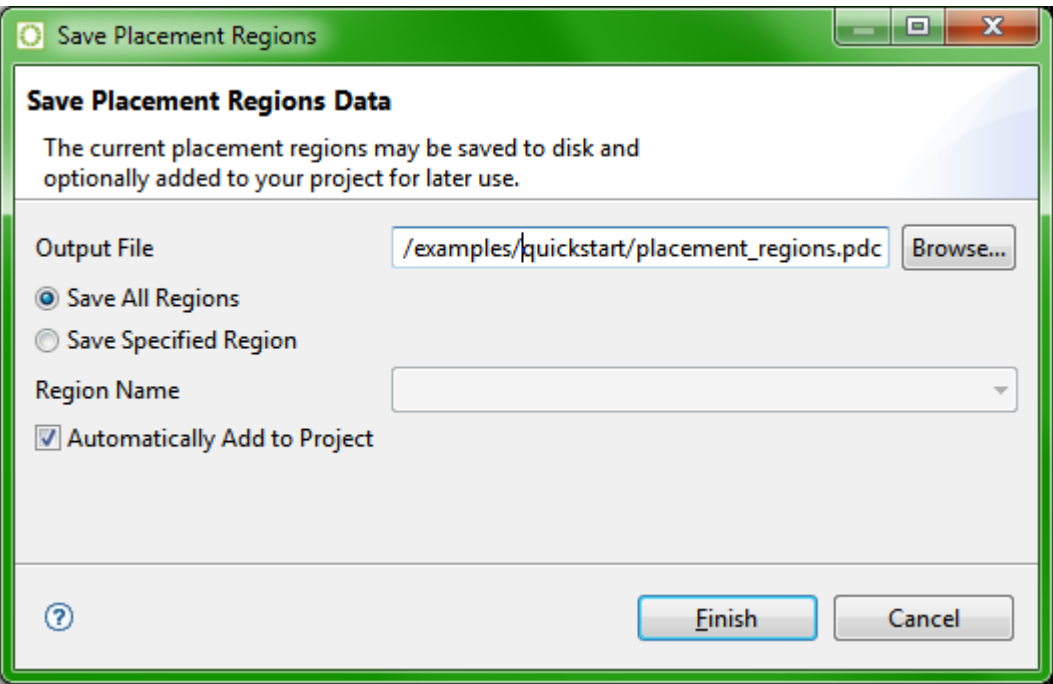 Save Placement Regions
Save Placement Regions Data
The current placement regions may be saved to disk and
optionally added to your project for later use.
Output File /examples/quickstart/placement_regions.pdc Browse...
Save All Regions
Save Specified Region
Region Name
Automatically Add to Project
? Finish Cancel